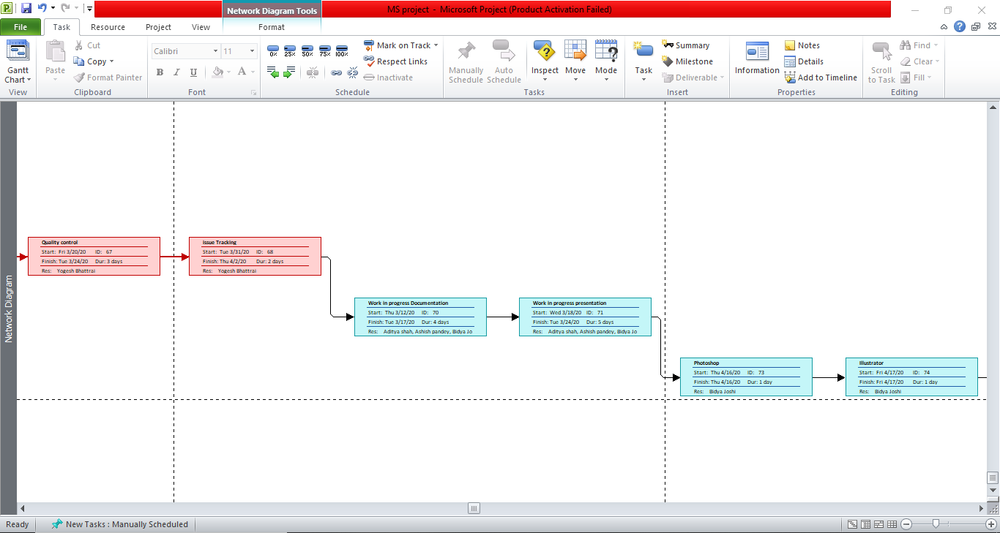 Network Diagram Tools
MS project - Microsoft Project (Product Activation Failed)
File Task Resource Project View Format
Gantt Chart
View
Paste
Cut
Copy
Format Painter
Clipboard
Calibri 11
B I U A
Font
0% 25% 50% 75% 100%
Mark on Track
Respect Links
Inactivate
Schedule
Manually Schedule
Auto Schedule
Inspect
Move
Mode
Tasks
Task
Summary
Milestone
Deliverable
Insert
Information
Notes
Details
Add to Timeline
Properties
Scroll to Task
Find
Clear
Fill
Editing
Network Diagram
Quality control
Start: Fri 3/20/20 ID: 67
Finish: Tue 3/24/20 Dur: 3 days
Res: Yogesh Bhattrai
Issue Tracking
Start: Tue 3/31/20 ID: 68
Finish: Thu 4/2/20 Dur: 2 days
Res: Yogesh Bhattrai
Work in progress Documentation
Start: Thu 3/12/20 ID: 70
Finish: Tue 3/17/20 Dur: 4 days
Res: Aditya shah, Ashish pandey, Bidya Jo
Work in progress presentation
Start: Wed 3/18/20 ID: 71
Finish: Tue 3/24/20 Dur: 5 days
Res: Aditya shah, Ashish pandey, Bidya Jo
Photoshop
Start: Thu 4/16/20 ID: 73
Finish: Thu 4/16/20 Dur: 1 day
Res: Bidya Joshi
Illustrator
Start: Fri 4/17/20 ID: 74
Finish: Fri 4/17/20 Dur: 1 day
Res: Bidya Joshi
Ready
New Tasks : Manually Scheduled